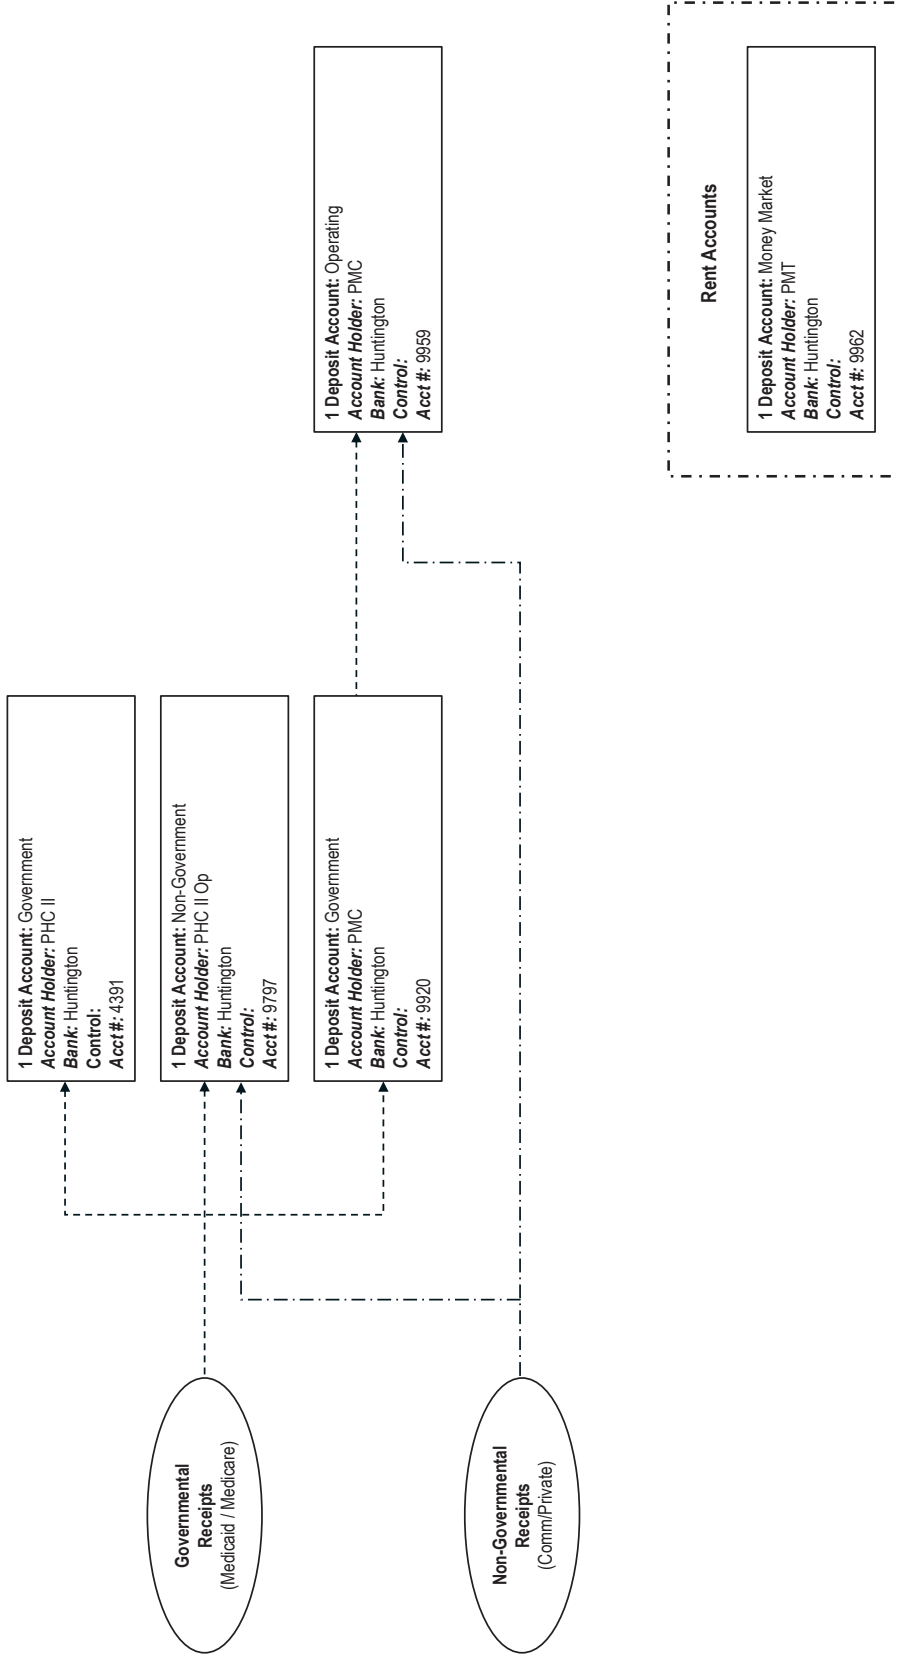 Governmental
Receipts
(Medicaid / Medicare)
Non-Governmental
Receipts
(Comm/Private)
1 Deposit Account: Government
Account Holder: PHC II
Bank: Huntington
Control:
Acct #: 4391
1 Deposit Account: Non-Government
Account Holder: PHC II Op
Bank: Huntington
Control:
Acct #: 9797
1 Deposit Account: Government
Account Holder: PMC
Bank: Huntington
Control:
Acct #: 9920
1 Deposit Account: Operating
Account Holder: PMC
Bank: Huntington
Control:
Acct #: 9959
Rent Accounts
1 Deposit Account: Money Market
Account Holder: PMT
Bank: Huntington
Control:
Acct #: 9962